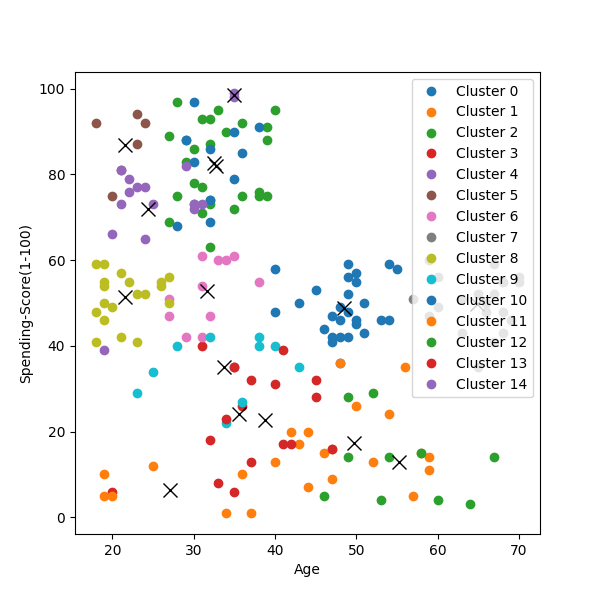 100
80
60
40
20
0
Spending-Score(1-100)
20 30 40 50 60 70
Age
Cluster 0
Cluster 1
Cluster 2
Cluster 3
Cluster 4
Cluster 5
Cluster 6
Cluster 7
Cluster 8
Cluster 9
Cluster 10
Cluster 11
Cluster 12
Cluster 13
Cluster 14